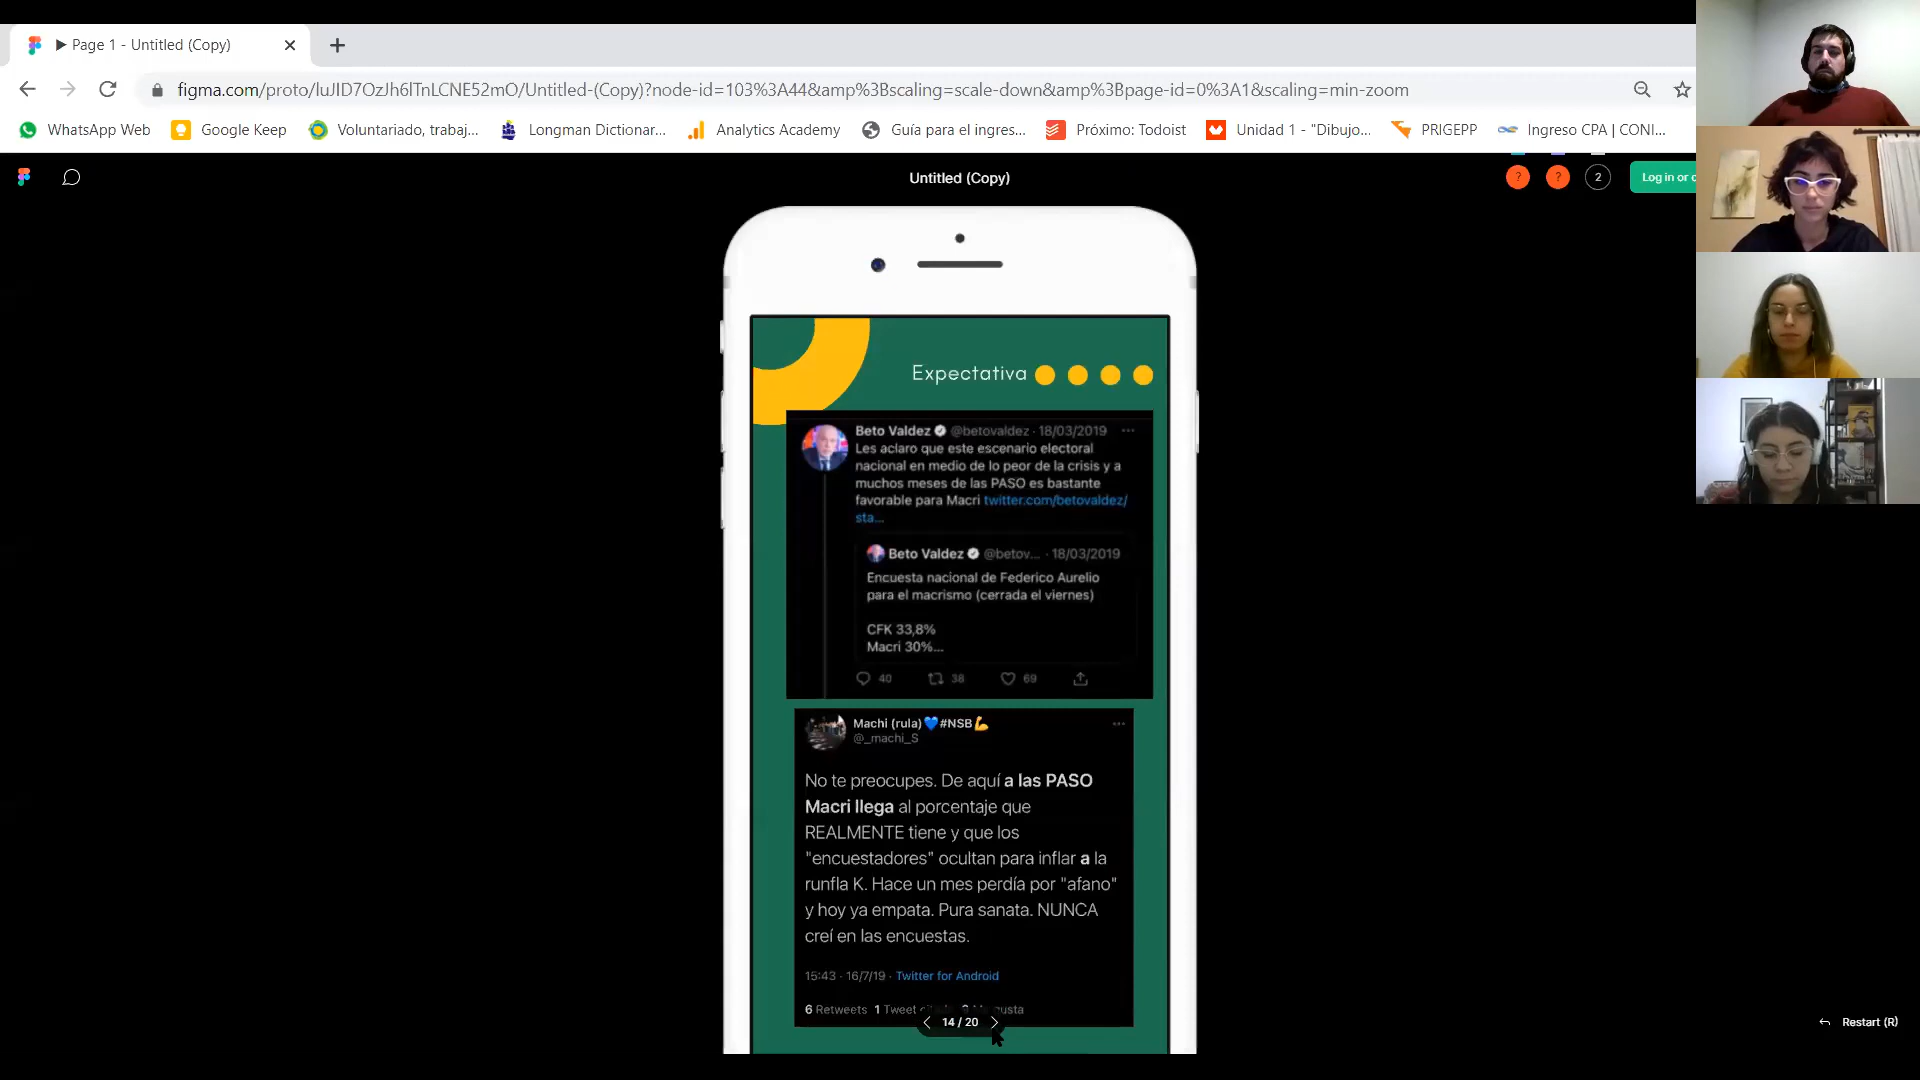 Page 1 - Untitled (Copy)
figma.com/proto/luJID7OzJh6lTnLCNE52mO/Untitled-(Copy)?node-id=103%3A44&amp%3Bscaling=scale-down&amp%3Bpage-id=0%3A1&scaling=min-zoom
WhatsApp Web Google Keep Voluntariado, trabaj... Longman Dictionar... Analytics Academy Guía para el ingres... Próximo: Todoist Unidad 1 - "Dibujo... PRIGEPP Ingreso CPA | CONI...
Untitled (Copy)
? ? 2 Log in or c
Expectativa
Beto Valdez @betovaldez · 18/03/2019
Les aclaro que este escenario electoral
nacional en medio de lo peor de la crisis y a
muchos meses de las PASO es bastante
favorable para Macri twitter.com/betovaldez/
sta...
Beto Valdez @betov... · 18/03/2019
Encuesta nacional de Federico Aurelio
para el macrismo (cerrada el viernes)
CFK 33,8%
Macri 30%...
40 38 69
Machi (rula) #NSB
@_machi_S
No te preocupes. De aquí a las PASO
Macri llega al porcentaje que
REALMENTE tiene y que los
"encuestadores" ocultan para inflar a la
runfla K. Hace un mes perdía por "afano"
y hoy ya empata. Pura sanata. NUNCA
creí en las encuestas.
15:43 · 16/7/19 · Twitter for Android
6 Retweets 1 Tweet
14 / 20
Restart (R)